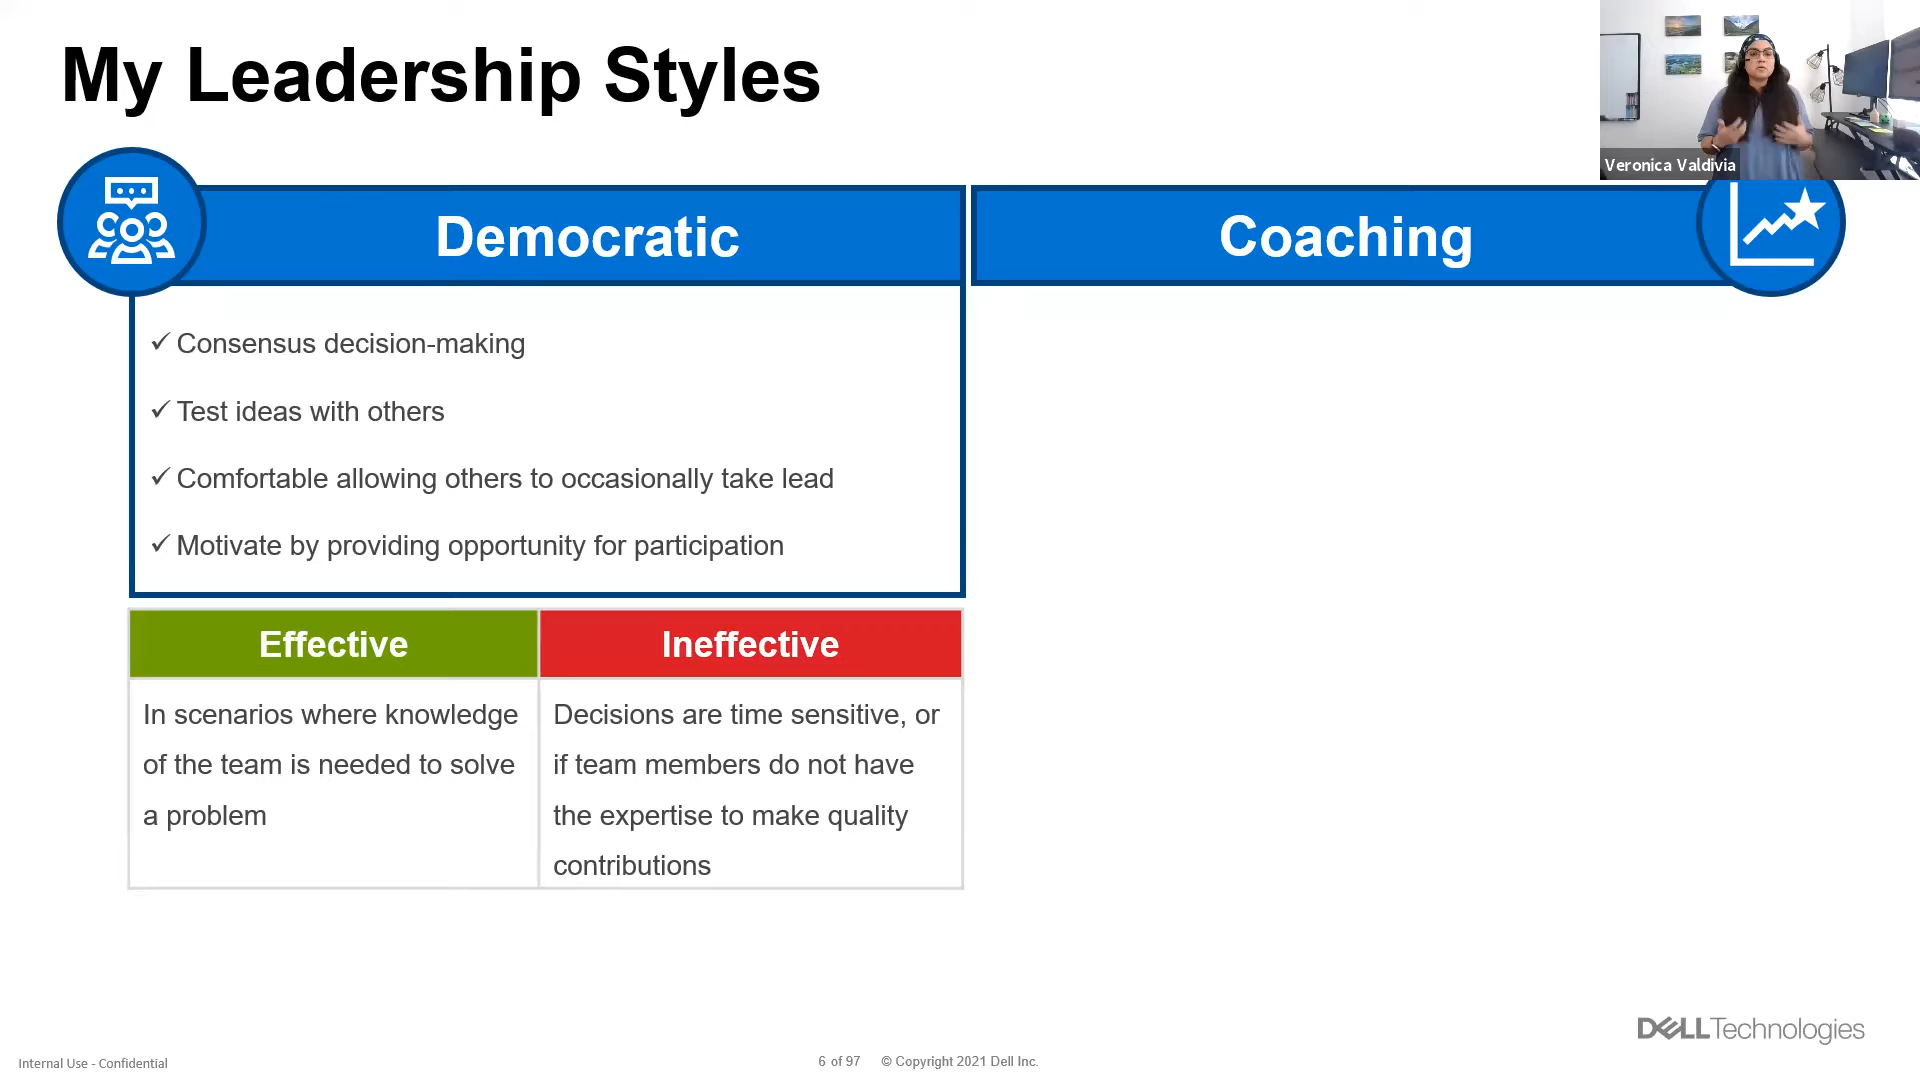 My Leadership Styles
Veronica Valdivia
Democratic
Coaching
✓ Consensus decision-making
✓ Test ideas with others
✓ Comfortable allowing others to occasionally take lead
✓ Motivate by providing opportunity for participation
Effective
Ineffective
In scenarios where knowledge
of the team is needed to solve
a problem
Decisions are time sensitive, or
if team members do not have
the expertise to make quality
contributions
DELL Technologies
Internal Use - Confidential
6 of 97 © Copyright 2021 Dell Inc.